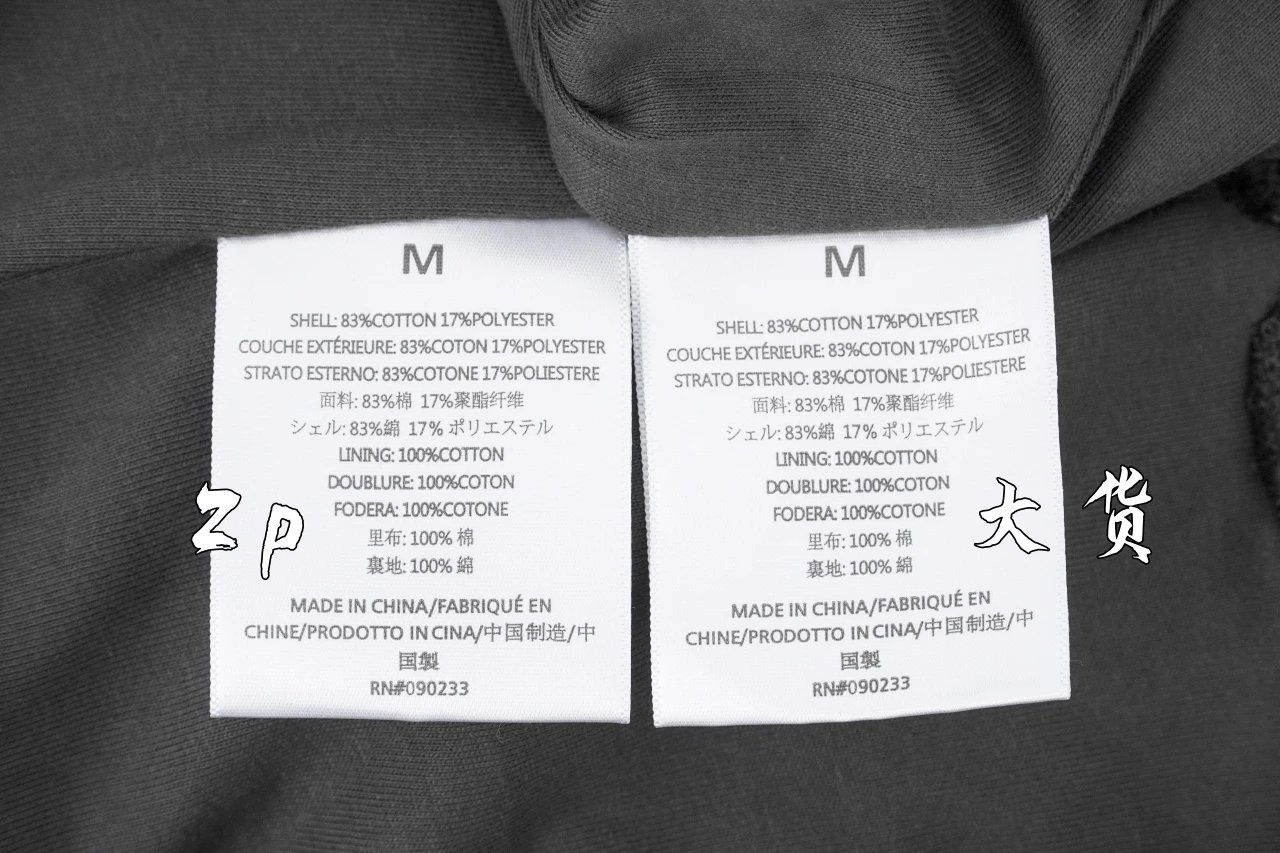 M
SHELL: 83%COTTON 17%POLYESTER
COUCHE EXTÉRIEURE: 83%COTON 17%POLYESTER
STRATO ESTERNO: 83%COTONE 17%POLIESTERE
面料: 83%棉 17%聚酯纤维
シェル: 83%綿 17% ポリエステル
LINING: 100%COTTON
DOUBLURE: 100%COTON
FODERA: 100%COTONE
里布: 100% 棉
裏地: 100% 綿
MADE IN CHINA/FABRIQUÉ EN
CHINE/PRODOTTO IN CINA/中国制造/中
国製
RN#090233
Zp
M
SHELL: 83%COTTON 17%POLYESTER
COUCHE EXTÉRIEURE: 83%COTON 17%POLYESTER
STRATO ESTERNO: 83%COTONE 17%POLIESTERE
面料: 83%棉 17%聚酯纤维
シェル: 83%綿 17% ポリエステル
LINING: 100%COTTON
DOUBLURE: 100%COTON
FODERA: 100%COTONE
里布: 100% 棉
裏地: 100% 綿
MADE IN CHINA/FABRIQUÉ EN
CHINE/PRODOTTO IN CINA/中国制造/中
国製
RN#090233
大货